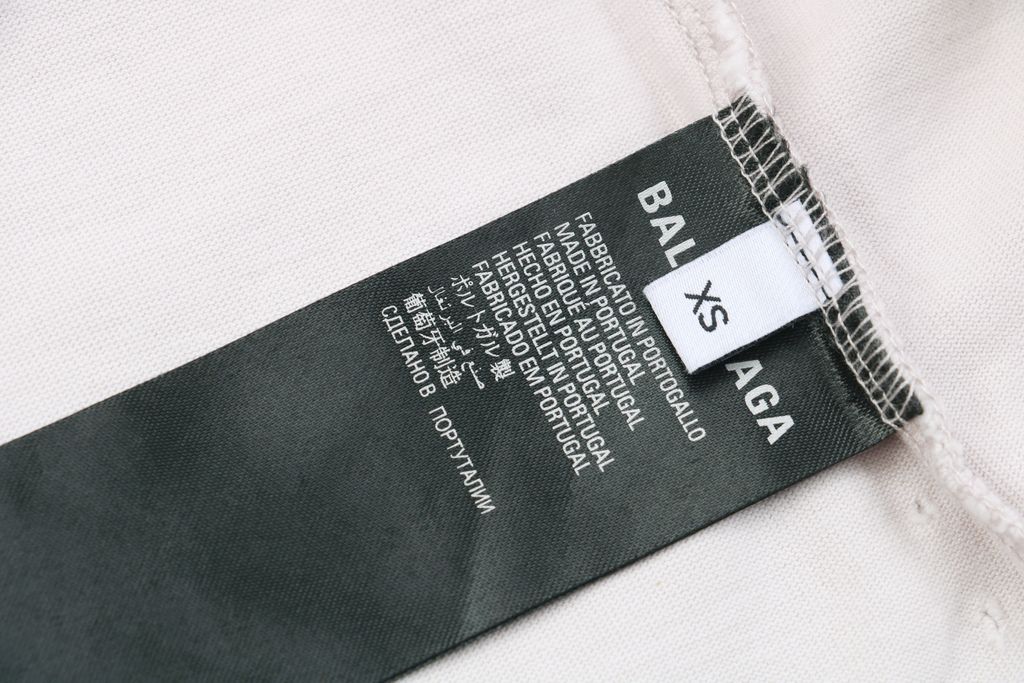 BAL AGA
XS
FABBRICATO IN PORTOGALLO
MADE IN PORTUGAL
FABRIQUE AU PORTUGAL
HECHO EN PORTUGAL
HERGESTELLT IN PORTUGAL
FABRICADO EM PORTUGAL
صنع في البرتغال
ポルトガル製
葡萄牙制造
СДЕЛАНО В ПОРТУТАЛИИ